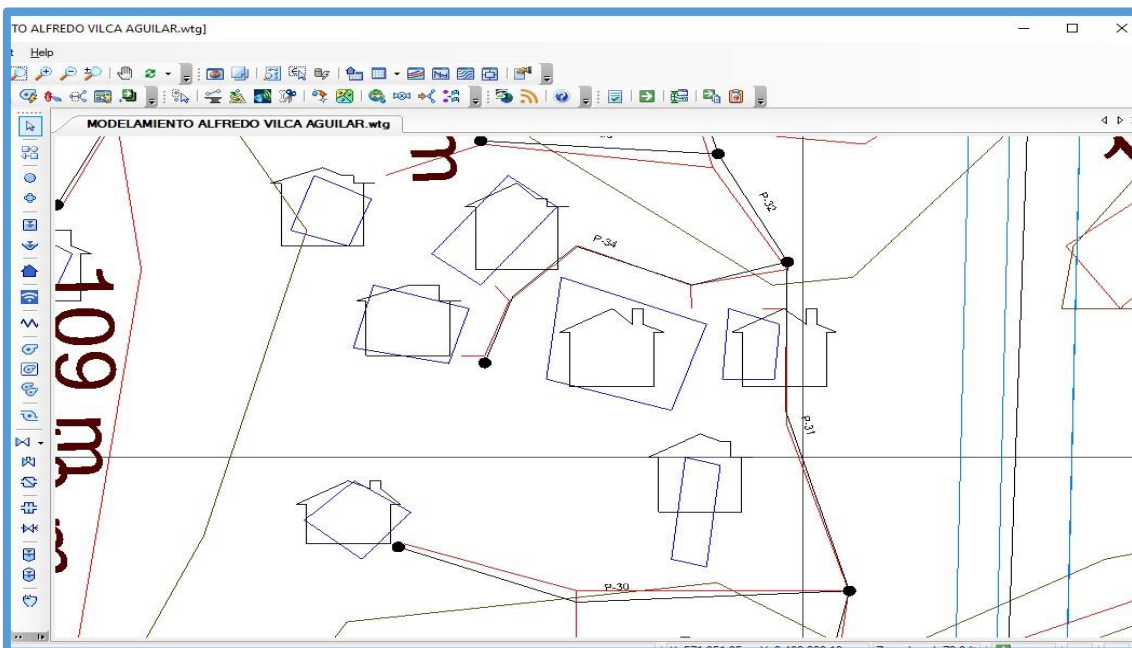 TO ALFREDO VILCA AGUILAR.wtg]
t Help
MODELAMIENTO ALFREDO VILCA AGUILAR.wtg
m
P-32
P-34
109 m
P-31
P-30